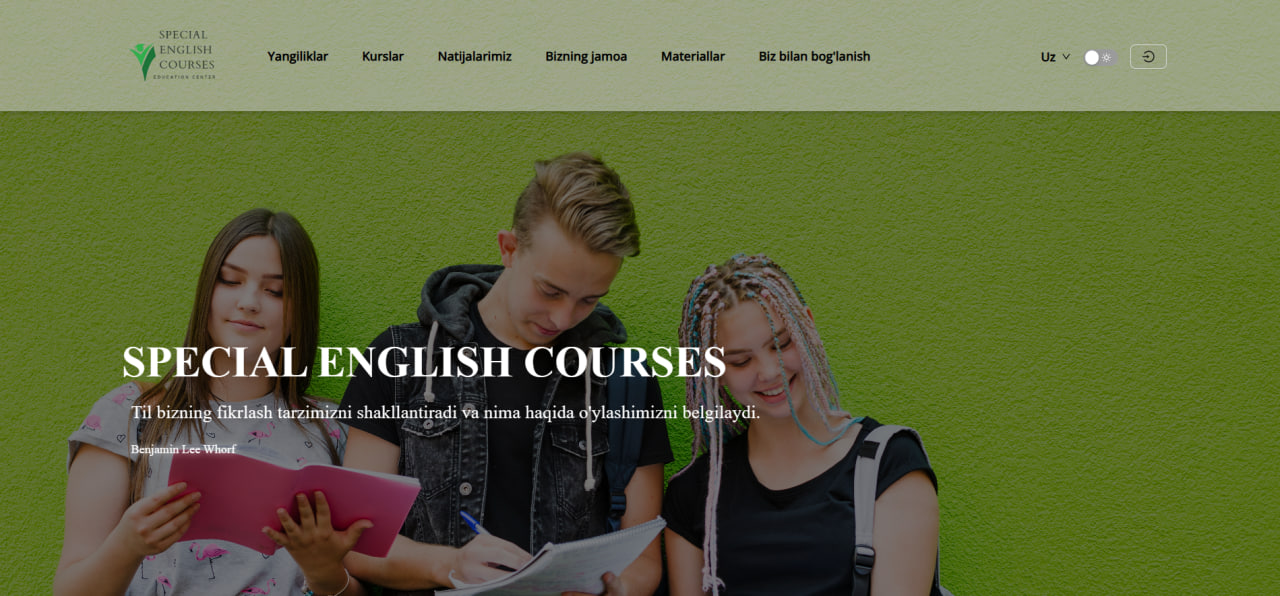 SPECIAL
ENGLISH
COURSES
EDUCATION CENTER
Yangiliklar Kurslar Natijalarimiz Bizning jamoa Materiallar Biz bilan bog'lanish Uz
SPECIAL ENGLISH COURSES
Til bizning fikrlash tarzimizni shakllantiradi va nima haqida o'ylashimizni belgilaydi.
Benjamin Lee Whorf